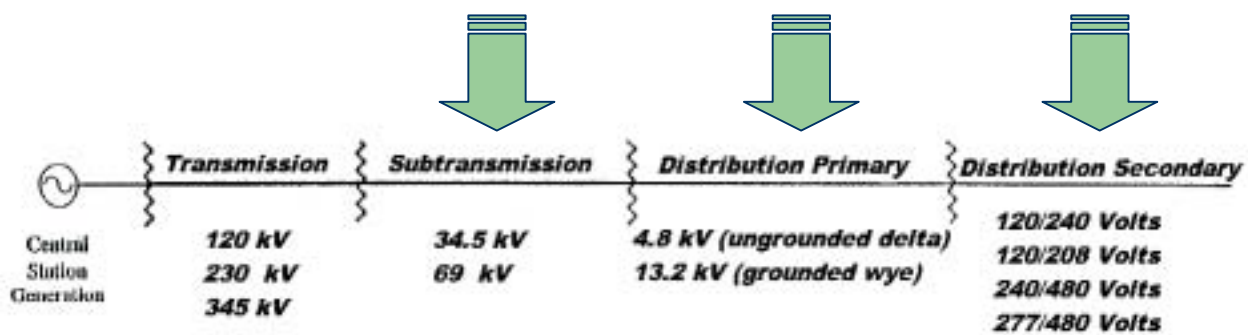 Transmission
Subtransmission
Distribution Primary
Distribution Secondary
Central
Station
Generation
120 kV
230 kV
345 kV
34.5 kV
69 kV
4.8 kV (ungrounded delta)
13.2 kV (grounded wye)
120/240 Volts
120/208 Volts
240/480 Volts
277/480 Volts